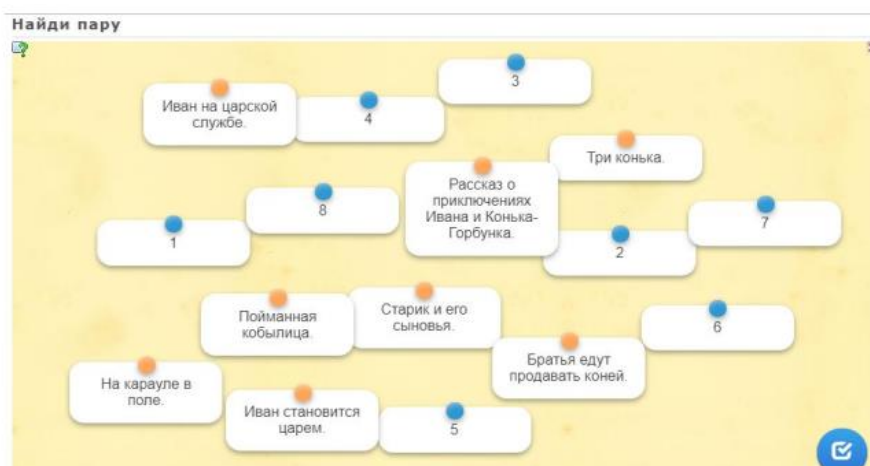 Найди пару
3
Иван на царской
службе.
4
Три конька.
Рассказ о
приключениях
Ивана и Конька-
Горбунка.
8
7
1
2
Пойманная
кобылица.
Старик и его
сыновья.
6
Братья едут
продавать коней.
На карауле в
поле.
Иван становится
царем.
5